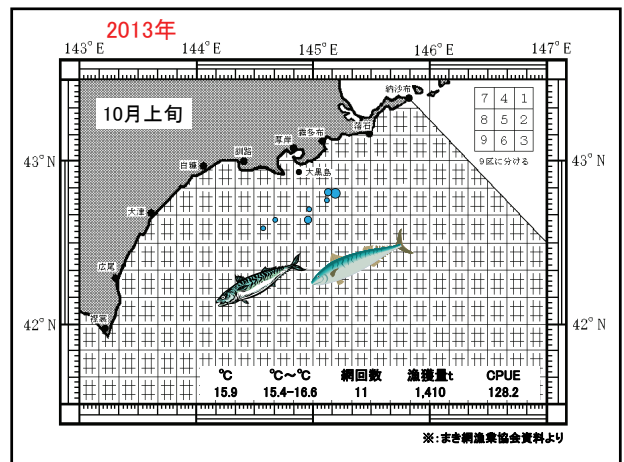 2013年
143°E 144° 145° 146° 147°E
10月上旬
納沙布
落石
霧多布
厚岸
大黒島
釧路
白糠
大津
広尾
襟裳
7 4 1
8 5 2
9 6 3
9区に分ける
43° 43°N
42° 42°N
℃ ℃～℃ 網回数 漁獲量t CPUE
15.9 15.4-16.6 11 1,410 128.2
※:まき網漁業協会資料より